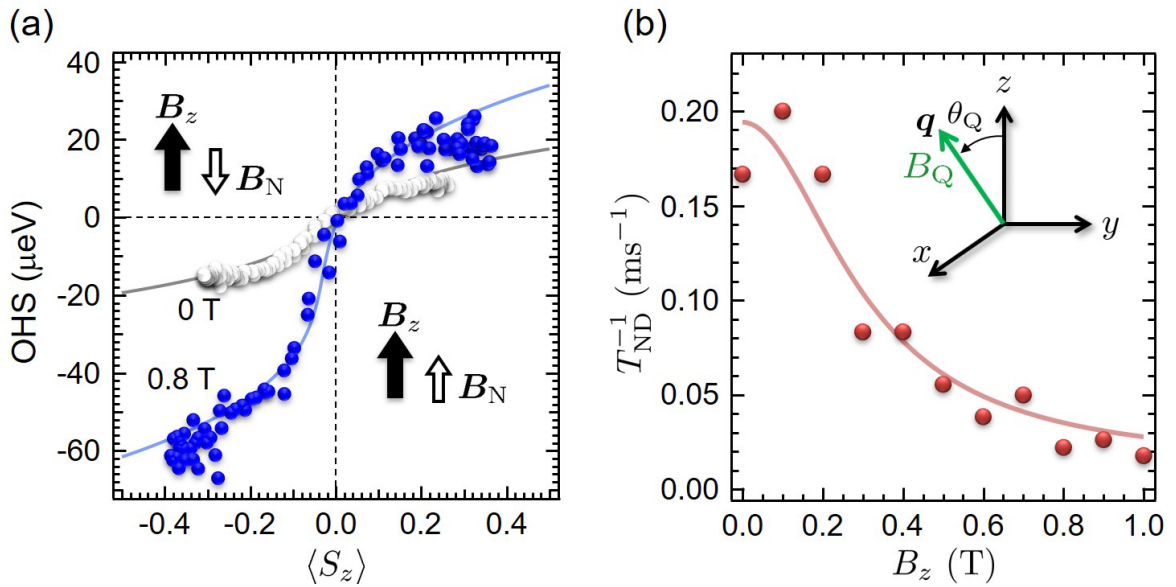 (a)
40
20
0
-20
-40
-60
OHS (μeV)
B_z
B_N
0 T
0.8 T
B_z
B_N
-0.4
-0.2
0.0
0.2
0.4
⟨S_z⟩
(b)
0.20
0.15
0.10
0.05
0.00
T_ND^{-1} (ms^{-1})
z
θ_Q
q
B_Q
y
x
0.0
0.2
0.4
0.6
0.8
1.0
B_z (T)